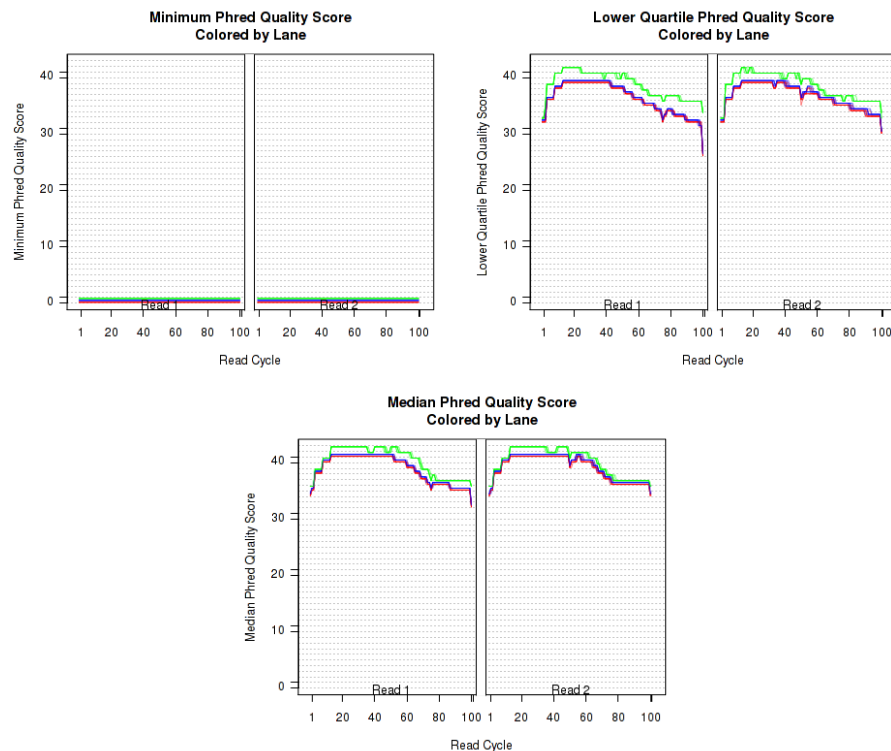 Minimum Phred Quality Score
Colored by Lane
Minimum Phred Quality Score
40
30
20
10
0
Read 1
Read 2
1 20 40 60 80 100
1 20 40 60 80 100
Read Cycle
Lower Quartile Phred Quality Score
Colored by Lane
Lower Quartile Phred Quality Score
40
30
20
10
0
Read 1
Read 2
1 20 40 60 80 100
1 20 40 60 80 100
Read Cycle
Median Phred Quality Score
Colored by Lane
Median Phred Quality Score
40
30
20
10
0
Read 1
Read 2
1 20 40 60 80 100
1 20 40 60 80 100
Read Cycle